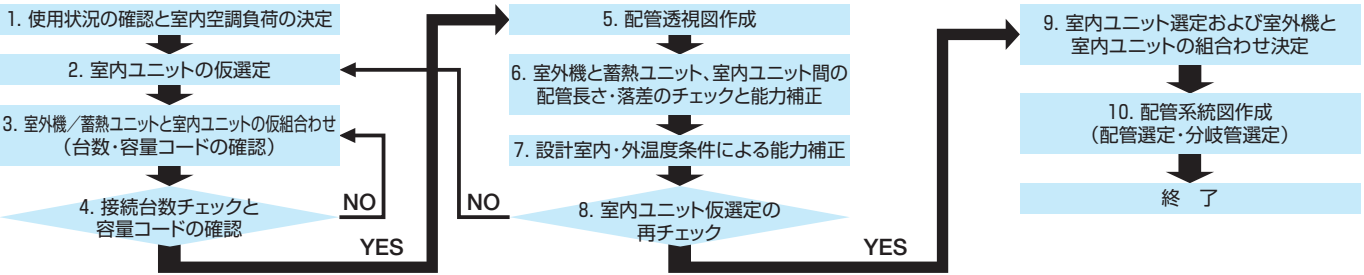 1. 使用状況の確認と室内空調負荷の決定
2. 室内ユニットの仮選定
3. 室外機／蓄熱ユニットと室内ユニットの仮組合わせ
（台数・容量コードの確認）
4. 接続台数チェックと
容量コードの確認
NO
YES
5. 配管透視図作成
6. 室外機と蓄熱ユニット、室内ユニット間の
配管長さ・落差のチェックと能力補正
7. 設計室内・外温度条件による能力補正
8. 室内ユニット仮選定の
再チェック
NO
YES
9. 室内ユニット選定および室外機と
室内ユニットの組合わせ決定
10. 配管系統図作成
（配管選定・分岐管選定）
終　了